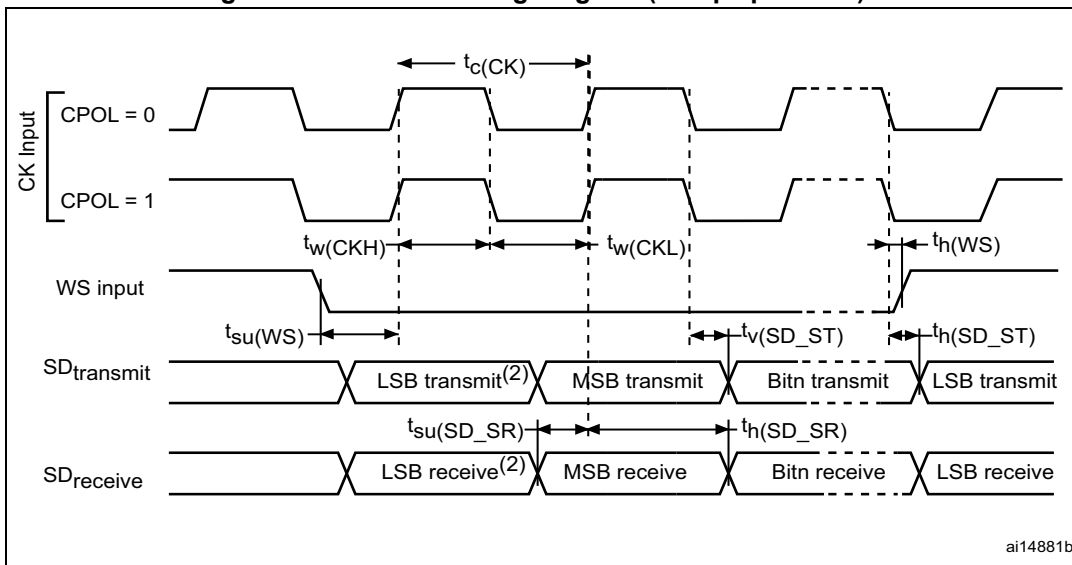 tc(CK)
CK Input
CPOL = 0
CPOL = 1
tw(CKH)
tw(CKL)
th(WS)
WS input
tsu(WS)
tv(SD_ST)
th(SD_ST)
SDtransmit
LSB transmit(2)
MSB transmit
Bitn transmit
LSB transmit
tsu(SD_SR)
th(SD_SR)
SDreceive
LSB receive(2)
MSB receive
Bitn receive
LSB receive
ai14881b